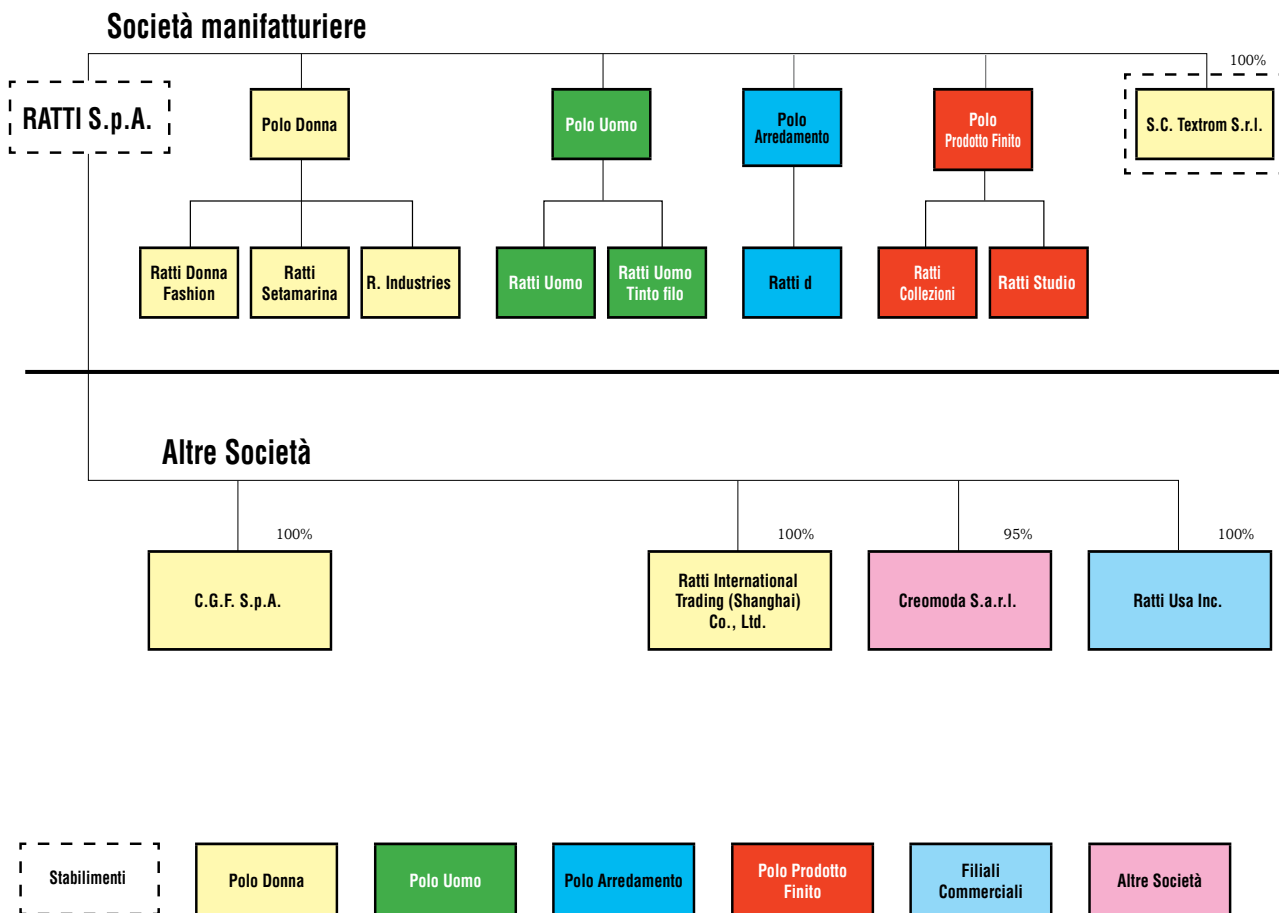 Società manifatturiere
100%
RATTI S.p.A.
Polo Donna
Polo Uomo
Polo
Arredamento
Polo
Prodotto Finito
S.C. Textrom S.r.l.
Ratti Donna
Fashion
Ratti
Setamarina
R. Industries
Ratti Uomo
Ratti Uomo
Tinto filo
Ratti d
Ratti
Collezioni
Ratti Studio
Altre Società
100%
100%
95%
100%
C.G.F. S.p.A.
Ratti International
Trading (Shanghai)
Co., Ltd.
Creomoda S.a.r.l.
Ratti Usa Inc.
Stabilimenti
Polo Donna
Polo Uomo
Polo Arredamento
Polo Prodotto
Finito
Filiali
Commerciali
Altre Società